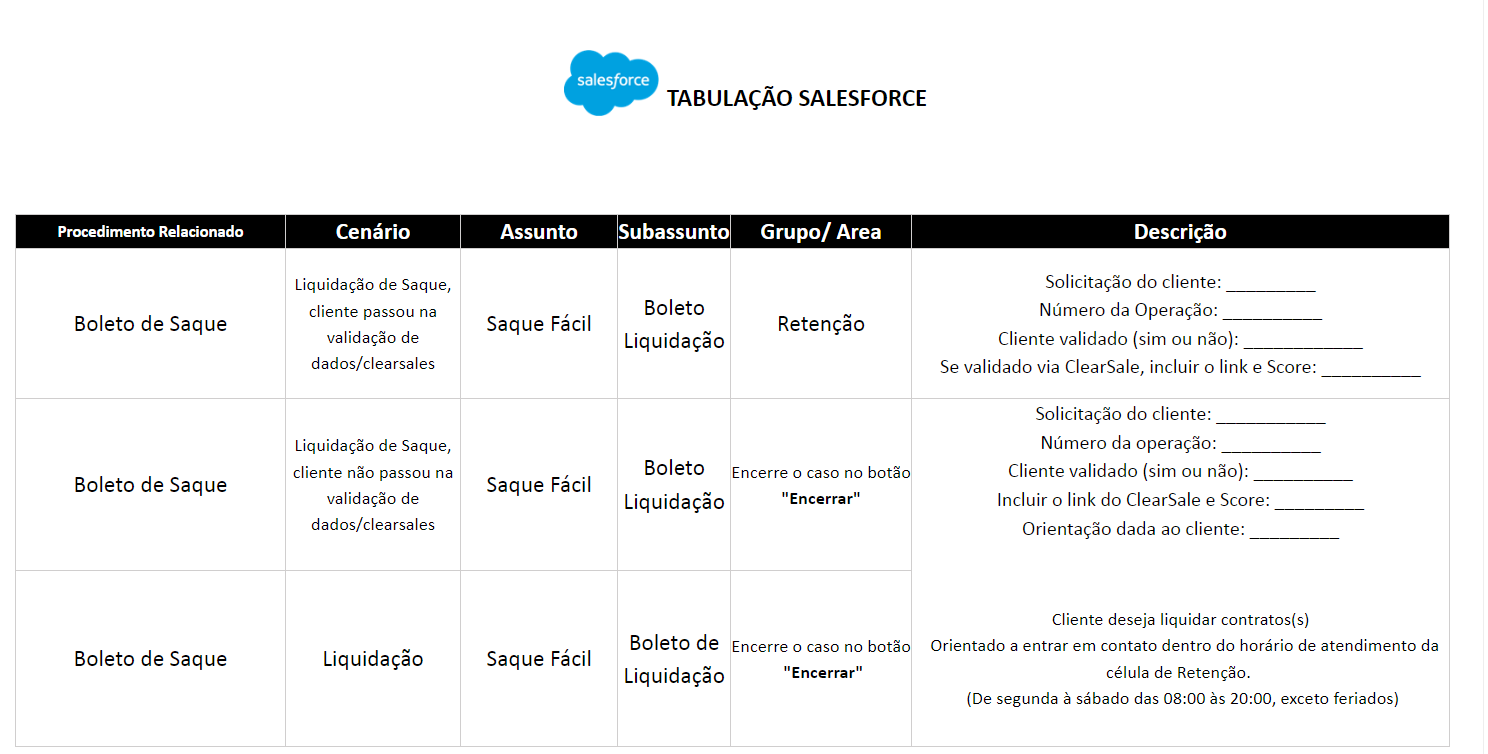 salesforce
TABULAÇÃO SALESFORCE
Procedimento Relacionado
Cenário
Assunto
Subassunto
Grupo/ Area
Descrição
Boleto de Saque
Liquidação de Saque,
cliente passou na
validação de
dados/clearsales
Saque Fácil
Boleto
Liquidação
Retenção
Solicitação do cliente: _________
Número da Operação: __________
Cliente validado (sim ou não): ____________
Se validado via ClearSale, incluir o link e Score: __________
Boleto de Saque
Liquidação de Saque,
cliente não passou na
validação de
dados/clearsales
Saque Fácil
Boleto
Liquidação
Encerre o caso no botão
"Encerrar"
Solicitação do cliente: ___________
Número da operação: __________
Cliente validado (sim ou não): __________
Incluir o link do ClearSale e Score: _________
Orientação dada ao cliente: _________
Boleto de Saque
Liquidação
Saque Fácil
Boleto de
Liquidação
Encerre o caso no botão
"Encerrar"
Cliente deseja liquidar contratos(s)
Orientado a entrar em contato dentro do horário de atendimento da
célula de Retenção.
(De segunda à sábado das 08:00 às 20:00, exceto feriados)